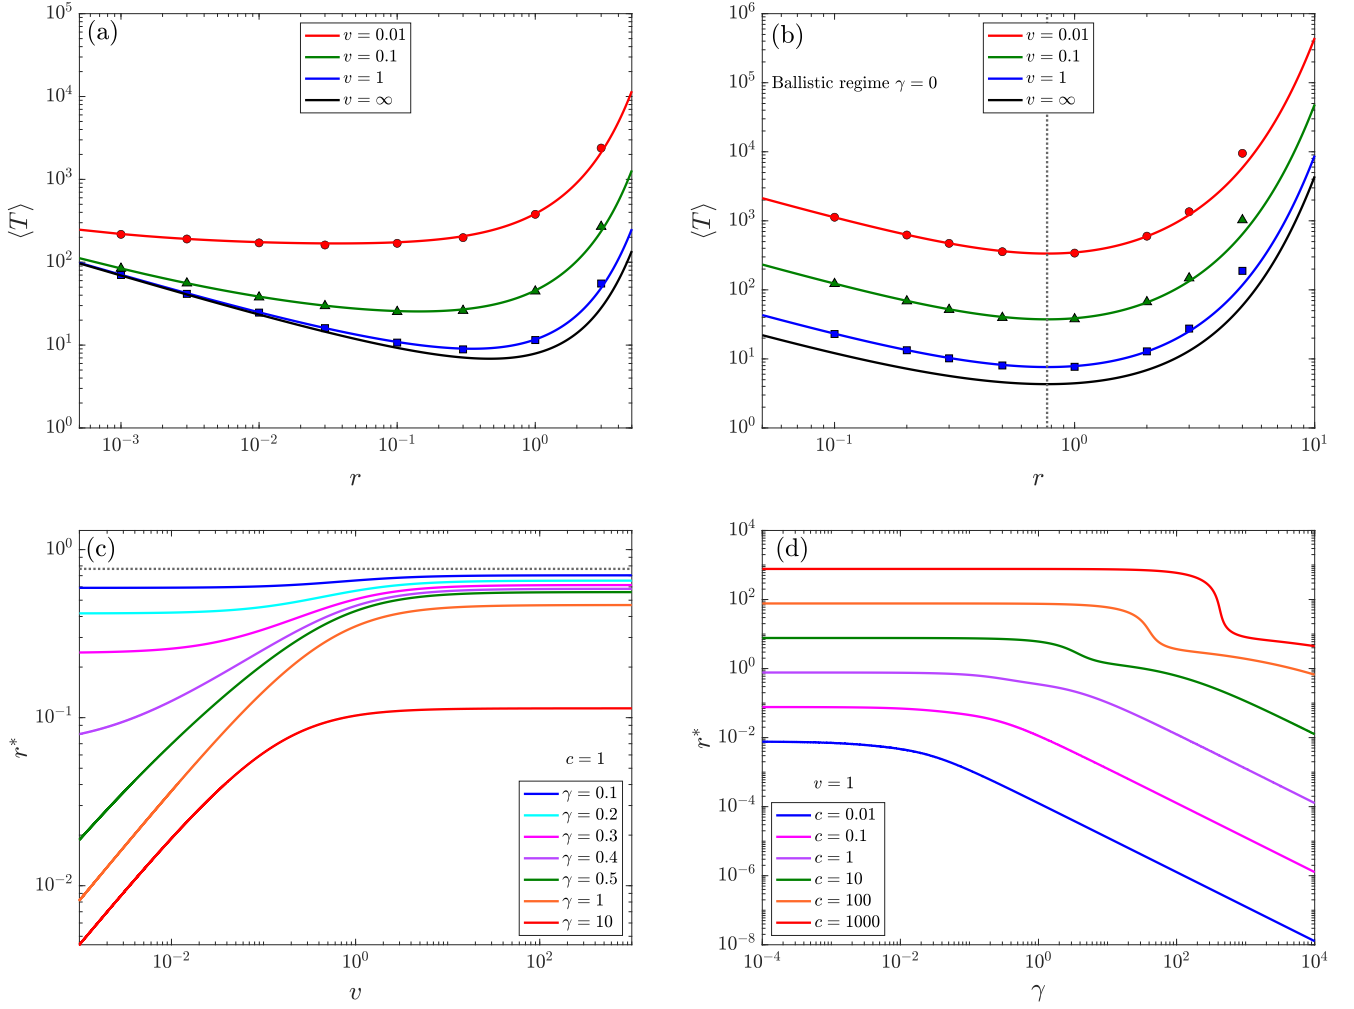 (a)
v = 0.01
v = 0.1
v = 1
v = ∞
10^5
10^4
10^3
10^2
10^1
10^0
⟨T⟩
10^−3
10^−2
10^−1
10^0
r
(b)
v = 0.01
v = 0.1
v = 1
v = ∞
Ballistic regime γ = 0
10^6
10^5
10^4
10^3
10^2
10^1
10^0
⟨T⟩
10^−1
10^0
10^1
r
(c)
10^0
10^−1
10^−2
r*
c = 1
γ = 0.1
γ = 0.2
γ = 0.3
γ = 0.4
γ = 0.5
γ = 1
γ = 10
10^−2
10^0
10^2
v
(d)
10^4
10^2
10^0
10^−2
10^−4
10^−6
10^−8
r*
v = 1
c = 0.01
c = 0.1
c = 1
c = 10
c = 100
c = 1000
10^−4
10^−2
10^0
10^2
10^4
γ